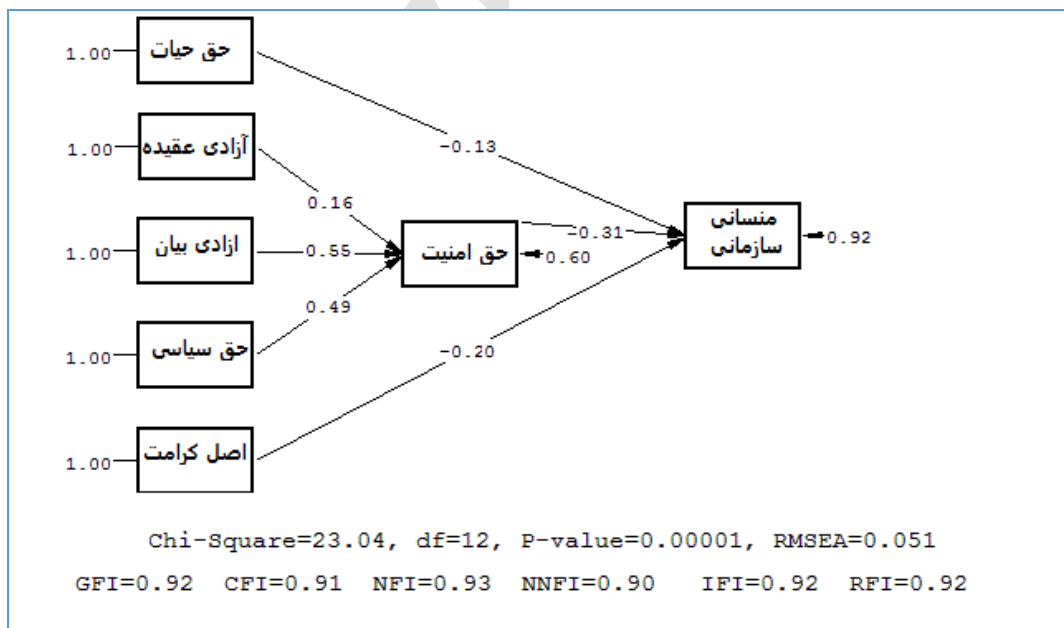 1.00 حق حیات
-0.13
1.00 آزادی عقیده
0.16
منسانی
سازمانی
0.92
-0.31
1.00 ازادی بیان
0.55
حق امنیت
0.60
0.49
1.00 حق سیاسی
-0.20
1.00 اصل کرامت
Chi-Square=23.04, df=12, P-value=0.00001, RMSEA=0.051
GFI=0.92 CFI=0.91 NFI=0.93 NNFI=0.90 IFI=0.92 RFI=0.92